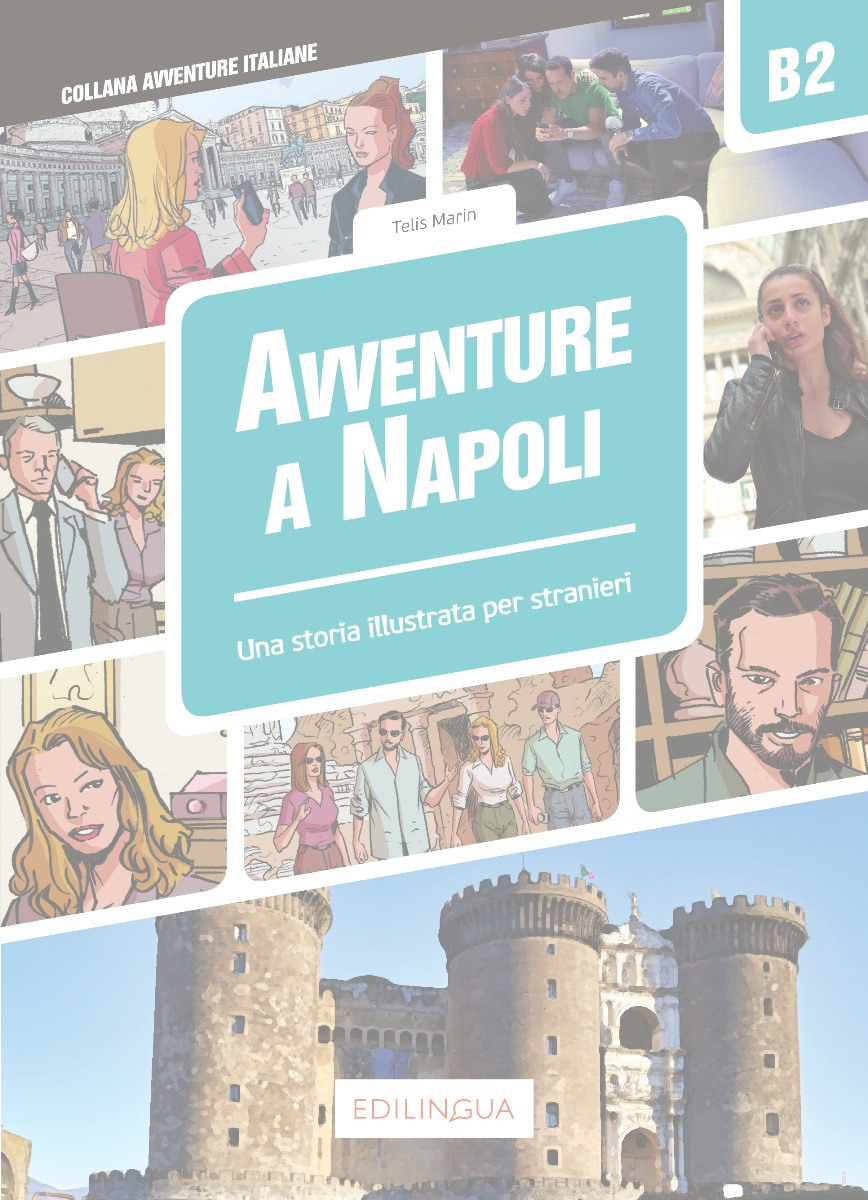 COLLANA AVVENTURE ITALIANE
B2
Telis Marin
AVVENTURE
A NAPOLI
Una storia illustrata per stranieri
EDILINGUA